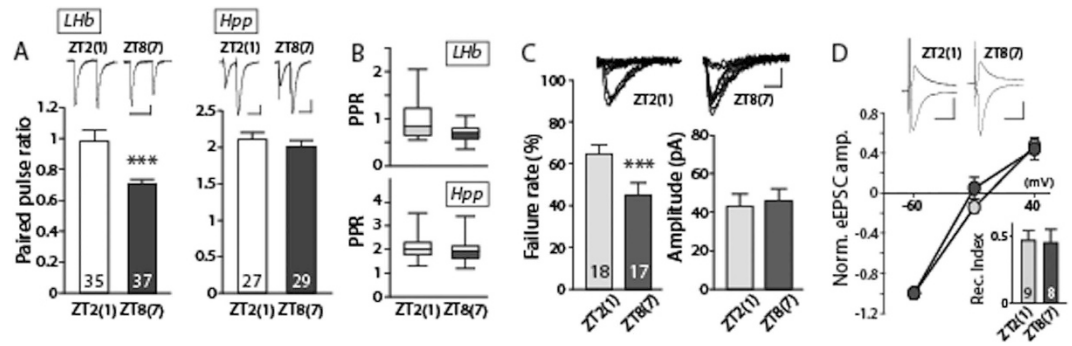 A
LHb
ZT2(1) ZT8(7)
Paired pulse ratio
1.2
1
0.8
0.6
0.4
0.2
0
***
35 37
ZT2(1) ZT8(7)
Hpp
ZT2(1) ZT8(7)
2.5
2
1.5
1
0.5
0
27 29
ZT2(1) ZT8(7)
B
LHb
PPR
2
1
0
Hpp
PPR
4
3
2
1
0
ZT2(1) ZT8(7)
C
ZT2(1) ZT8(7)
Failure rate (%)
100
80
60
40
20
0
***
18 17
ZT2(1) ZT8(7)
Amplitude (pA)
80
60
40
20
0
ZT2(1) ZT8(7)
D
ZT2(1) ZT8(7)
Norm. eEPSC amp.
0.8
0.4
0
-0.4
-0.8
-1.2
-60
(mV)
40
Rec. Index
0.5
0
9 8
ZT2(1) ZT8(7)